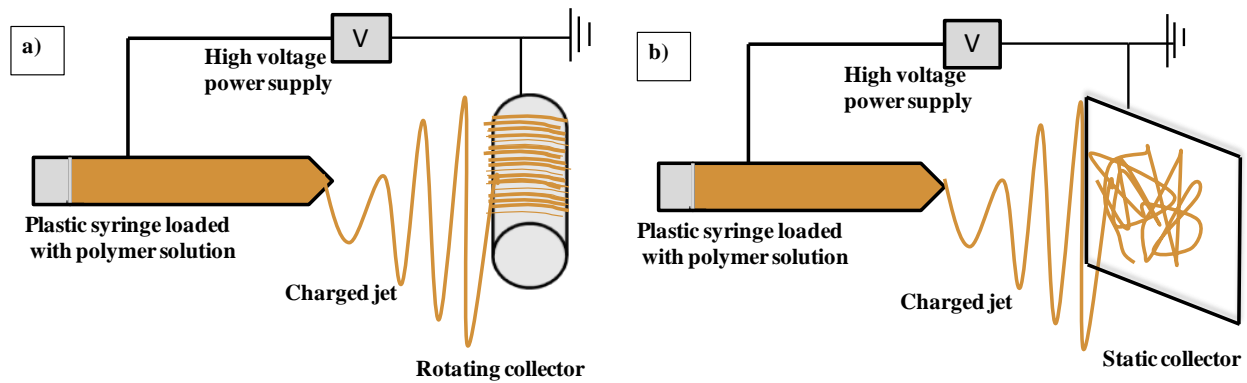 a)
V
High voltage
power supply
Plastic syringe loaded
with polymer solution
Charged jet
Rotating collector
b)
V
High voltage
power supply
Plastic syringe loaded
with polymer solution
Charged jet
Static collector